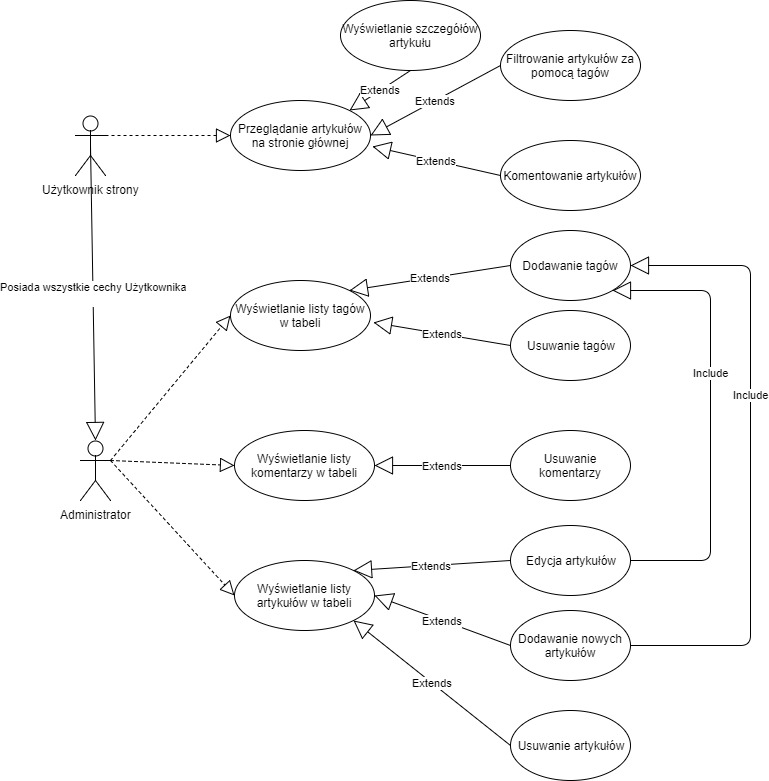 Wyświetlanie szczegółów
artykułu
Filtrowanie artykułów za
pomocą tagów
Extends
Extends
Przeglądanie artykułów
na stronie głównej
Extends
Komentowanie artykułów
Użytkownik strony
Dodawanie tagów
Extends
Posiada wszystkie cechy Użytkownika
Wyświetlanie listy tagów
w tabeli
Extends
Usuwanie tagów
Include
Include
Wyświetlanie listy
komentarzy w tabeli
Extends
Usuwanie
komentarzy
Administrator
Extends
Edycja artykułów
Wyświetlanie listy
artykułów w tabeli
Extends
Dodawanie nowych
artykułów
Extends
Usuwanie artykułów